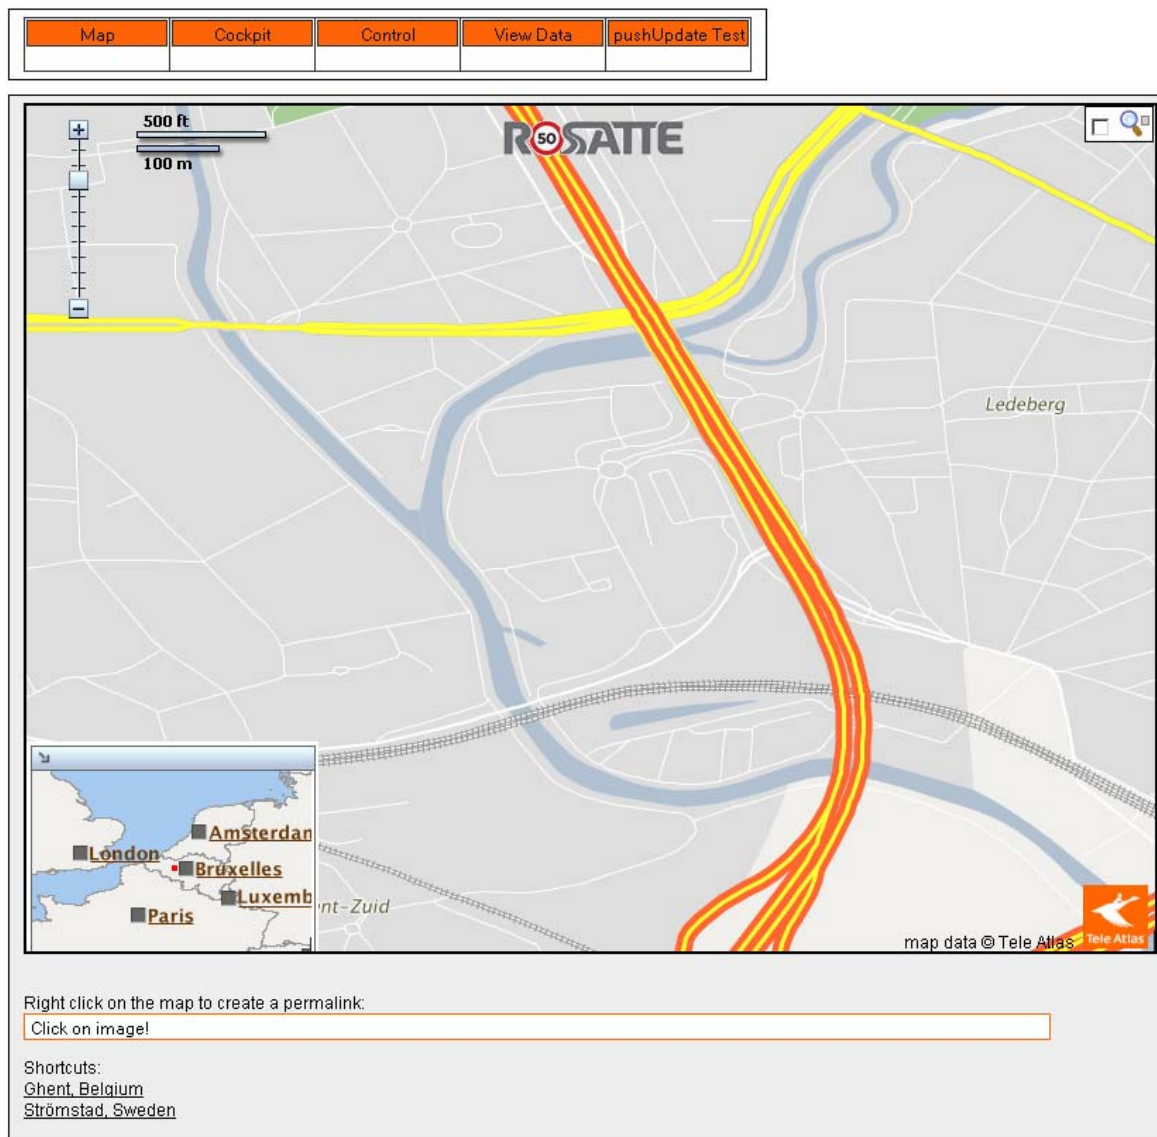 Map Cockpit Control View Data pushUpdate Test
500 ft
100 m
ROSATTE
50
Ledeberg
Amsterdam
London
Bruxelles
Luxemb
Paris
nt-Zuid
map data © Tele Atlas
Tele Atlas
Right click on the map to create a permalink:
Click on image!
Shortcuts:
Ghent, Belgium
Strömstad, Sweden